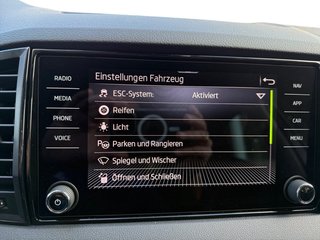 Einstellungen Fahrzeug
RADIO
MEDIA
PHONE
VOICE
ESC-System: Aktiviert
Reifen
Licht
Parken und Rangieren
Spiegel und Wischer
Öffnen und Schließen
NAV
APP
CAR
MENU